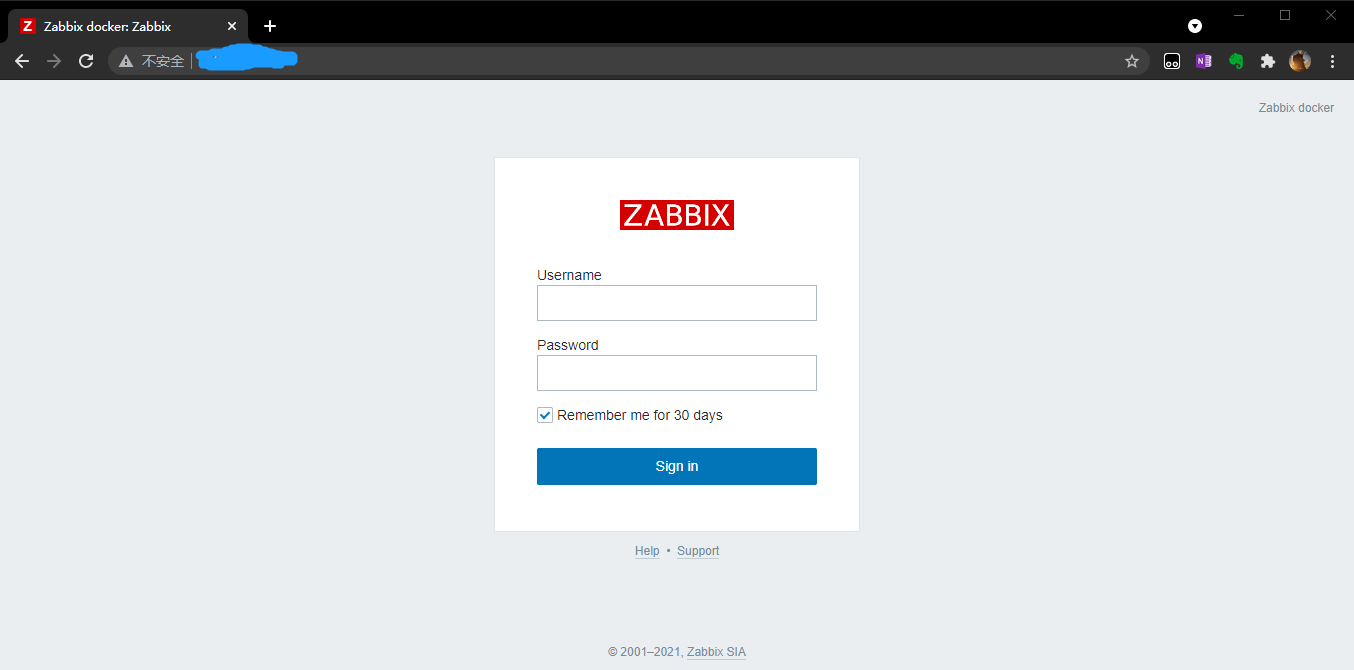 Z Zabbix docker: Zabbix
不安全
Zabbix docker
ZABBIX
Username
Password
Remember me for 30 days
Sign in
Help • Support
© 2001–2021, Zabbix SIA